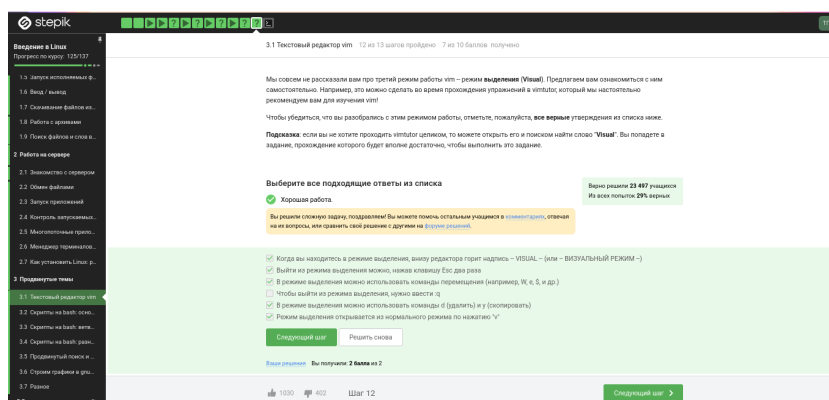 stepik
Введение в Linux
Прогресс по курсу: 125/137
1.5 Запуск исполняемых ф...
1.6 Ввод / вывод
1.7 Скачивание файлов из...
1.8 Работа с архивами
1.9 Поиск файлов и слов в...
2 Работа на сервере
2.1 Знакомство с сервером
2.2 Обмен файлами
2.3 Запуск приложений
2.4 Контроль запускаемых...
2.5 Многопоточные прило...
2.6 Менеджер терминалов...
2.7 Как установить Linux: р...
3 Продвинутые темы
3.1 Текстовый редактор vim
3.2 Скрипты на bash: осно...
3.3 Скрипты на bash: ветв...
3.4 Скрипты на bash: разн...
3.5 Продвинутый поиск и ...
3.6 Строим графики в gnu...
3.7 Разное
3.1 Текстовый редактор vim 12 из 13 шагов пройдено 7 из 10 баллов получено
Мы совсем не рассказали вам про третий режим работы vim – режим выделения (Visual). Предлагаем вам ознакомиться с ним
самостоятельно. Например, это можно сделать во время прохождения упражнений в vimtutor, который мы настоятельно
рекомендуем вам для изучения vim!
Чтобы убедиться, что вы разобрались с этим режимом работы, отметьте, пожалуйста, все верные утверждения из списка ниже.
Подсказка: если вы не хотите проходить vimtutor целиком, то можете открыть его и поиском найти слово "Visual". Вы попадете в
задание, прохождение которого будет вполне достаточно, чтобы выполнить это задание.
Выберите все подходящие ответы из списка
Хорошая работа.
Верно решили 23 497 учащихся
Из всех попыток 29% верных
Вы решили сложную задачу, поздравляем! Вы можете помочь остальным учащимся в комментариях, отвечая
на их вопросы, или сравнить своё решение с другими на форуме решений.
Когда вы находитесь в режиме выделения, внизу редактора горит надпись – VISUAL – (или – ВИЗУАЛЬНЫЙ РЕЖИМ –)
Выйти из режима выделения можно, нажав клавишу Esc два раза
В режиме выделения можно использовать команды перемещения (например, W, e, $, и др.)
Чтобы выйти из режима выделения, нужно ввести :q
В режиме выделения можно использовать команды d (удалить) и y (скопировать)
Режим выделения открывается из нормального режима по нажатию "v"
Следующий шаг Решить снова
Ваши решения Вы получили: 2 балла из 2
1030 402 Шаг 12 Следующий шаг